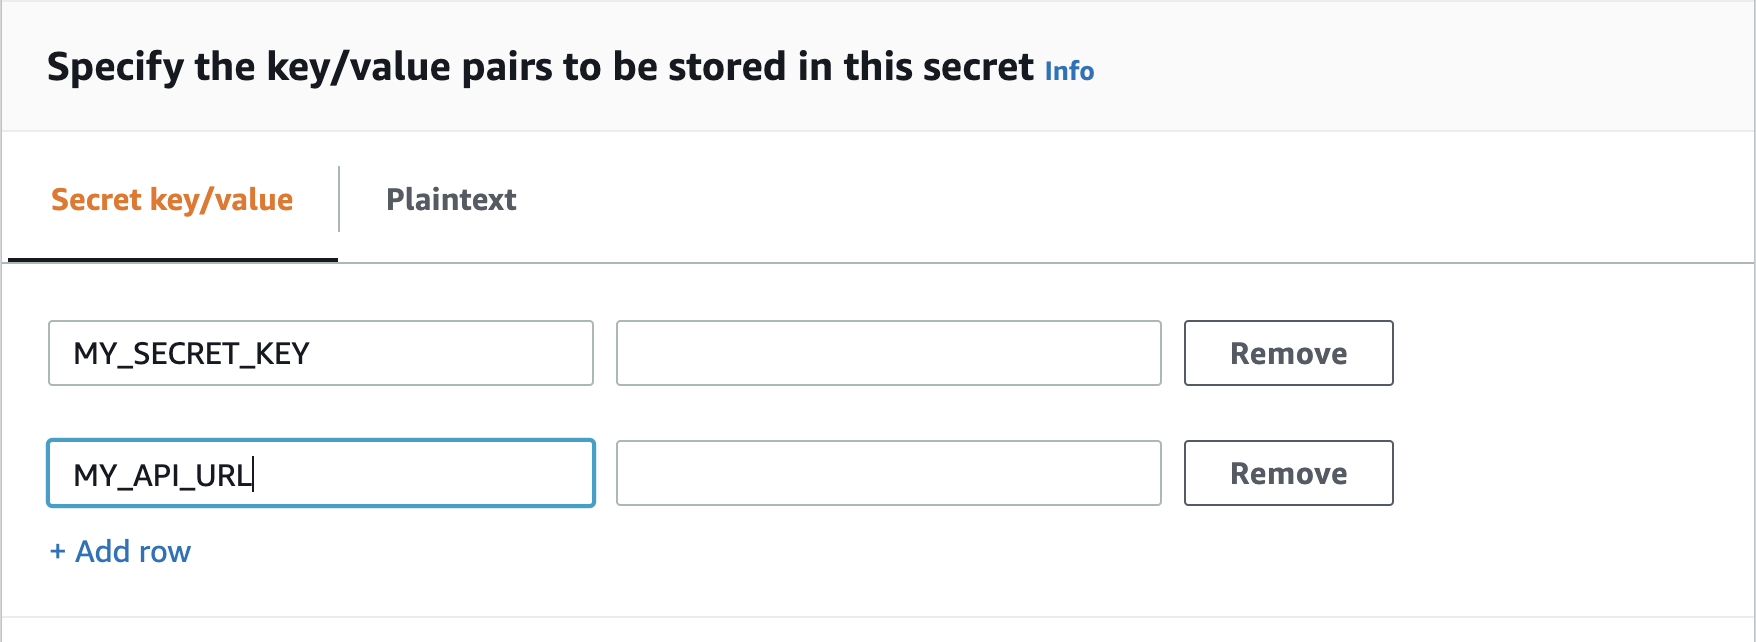 Specify the key/value pairs to be stored in this secret Info
Secret key/value Plaintext
MY_SECRET_KEY Remove
MY_API_URL Remove
+ Add row